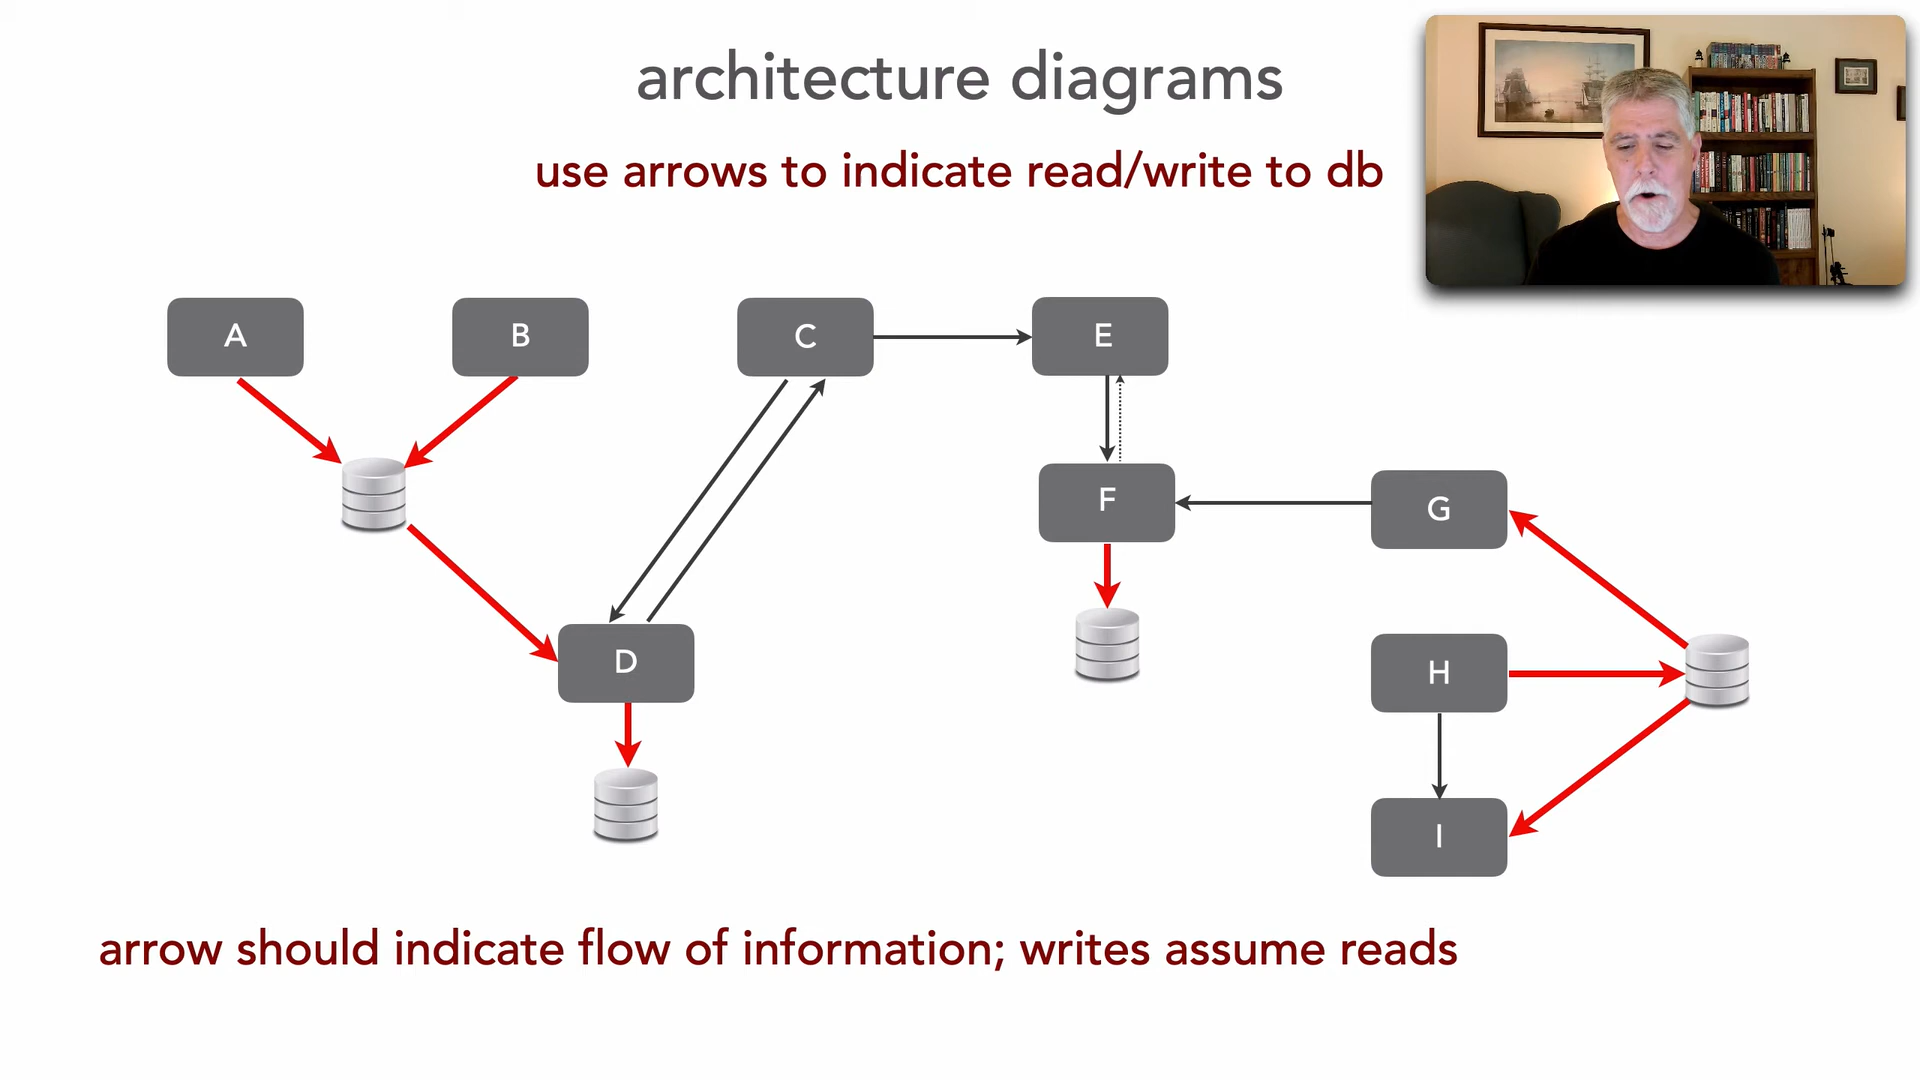 architecture diagrams
use arrows to indicate read/write to db
A
B
C
E
F
G
D
H
I
arrow should indicate flow of information; writes assume reads